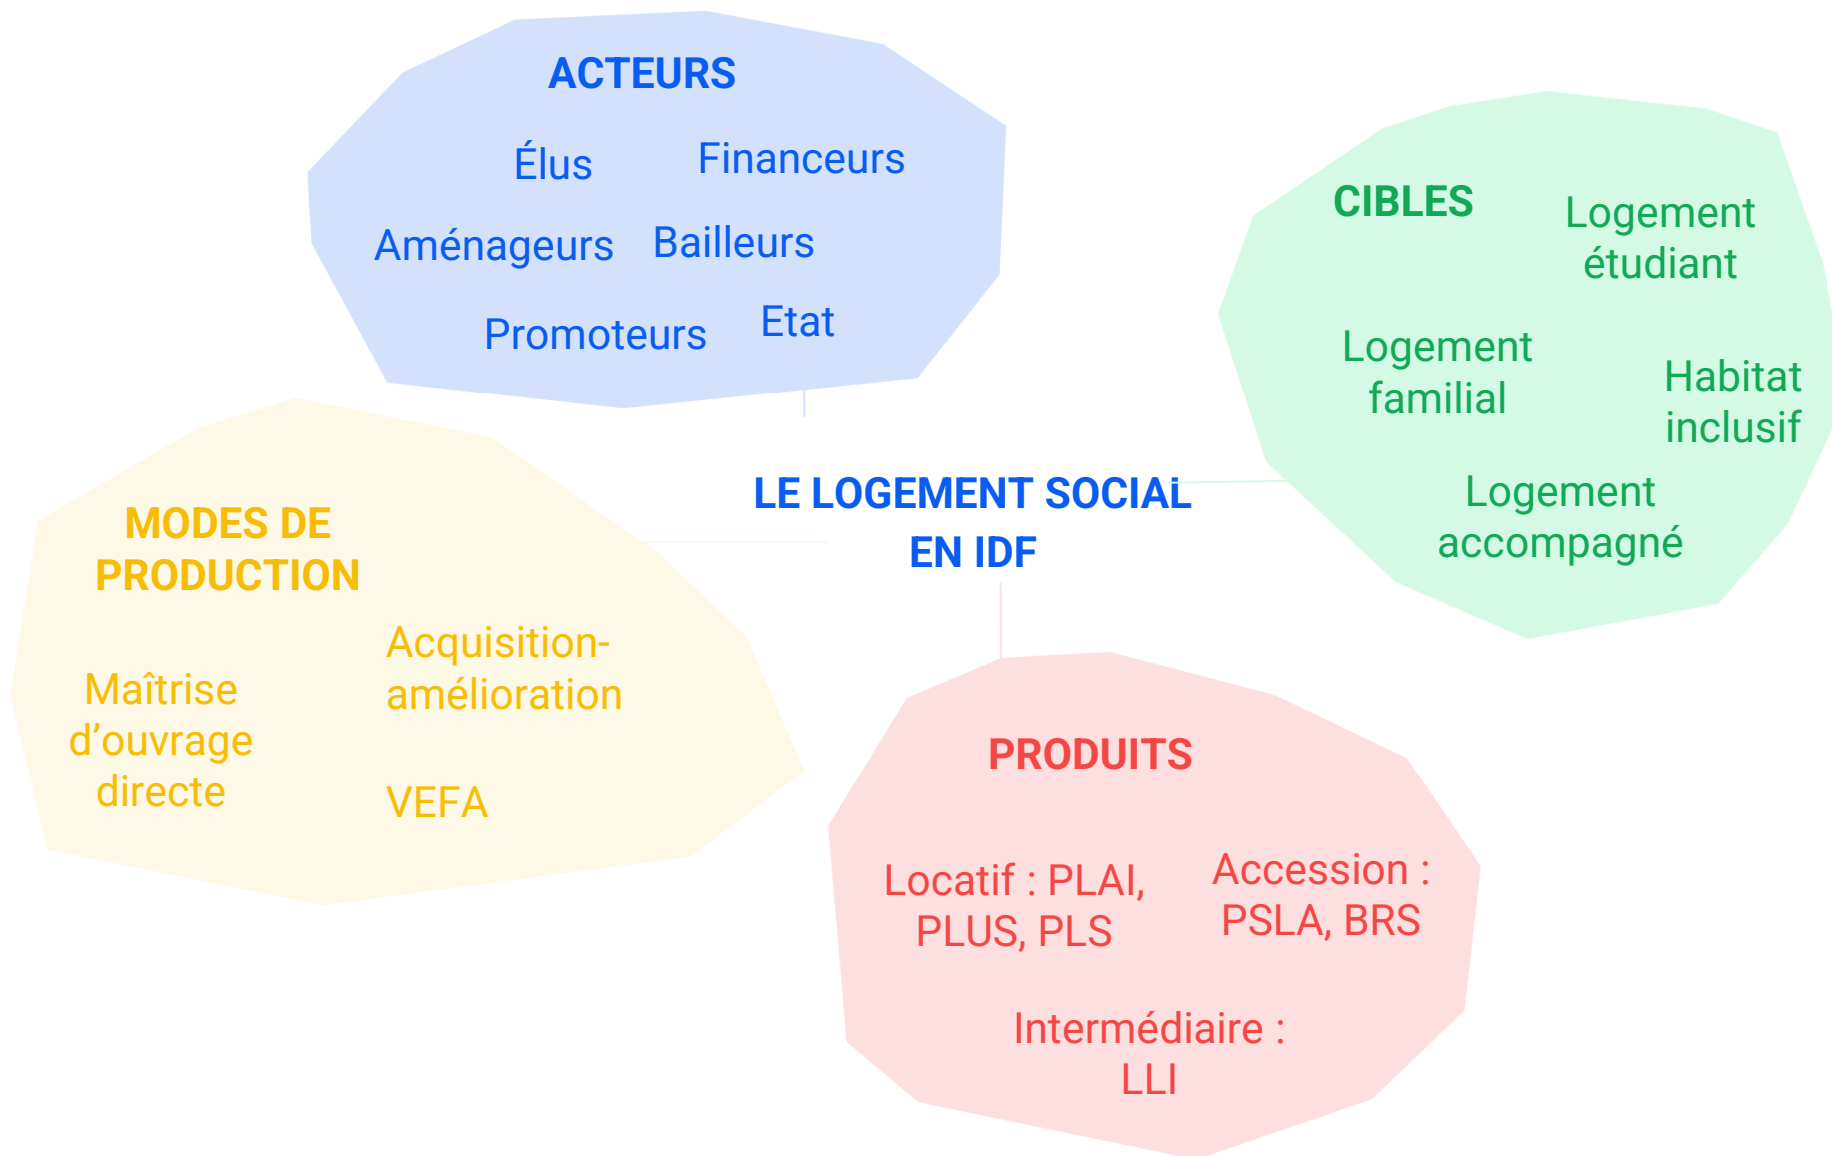 ACTEURS
Élus
Financeurs
Aménageurs
Bailleurs
Promoteurs
Etat
CIBLES
Logement
étudiant
Logement
familial
Habitat
inclusif
Logement
accompagné
LE LOGEMENT SOCIAL
EN IDF
MODES DE
PRODUCTION
Acquisition-
amélioration
Maîtrise
d’ouvrage
directe
VEFA
PRODUITS
Locatif : PLAI,
PLUS, PLS
Accession :
PSLA, BRS
Intermédiaire :
LLI